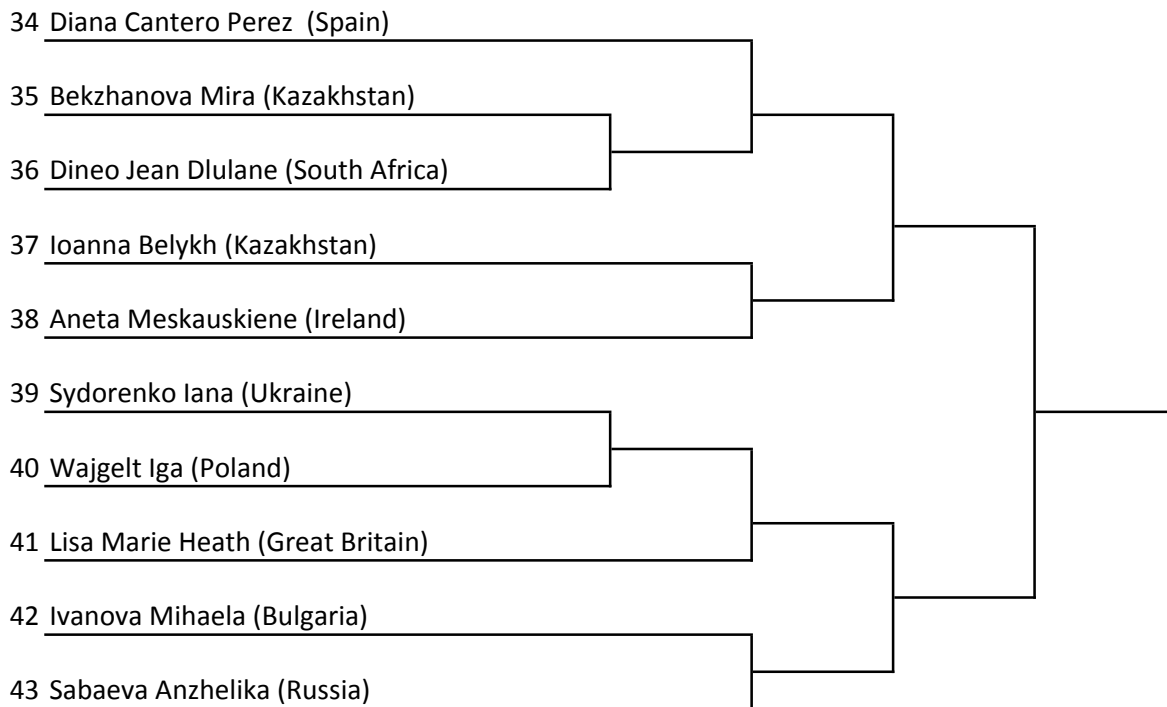 34 Diana Cantero Perez (Spain)
35 Bekzhanova Mira (Kazakhstan)
36 Dineo Jean Dlulane (South Africa)
37 Ioanna Belykh (Kazakhstan)
38 Aneta Meskauskiene (Ireland)
39 Sydorenko Iana (Ukraine)
40 Wajgelt Iga (Poland)
41 Lisa Marie Heath (Great Britain)
42 Ivanova Mihaela (Bulgaria)
43 Sabaeva Anzhelika (Russia)